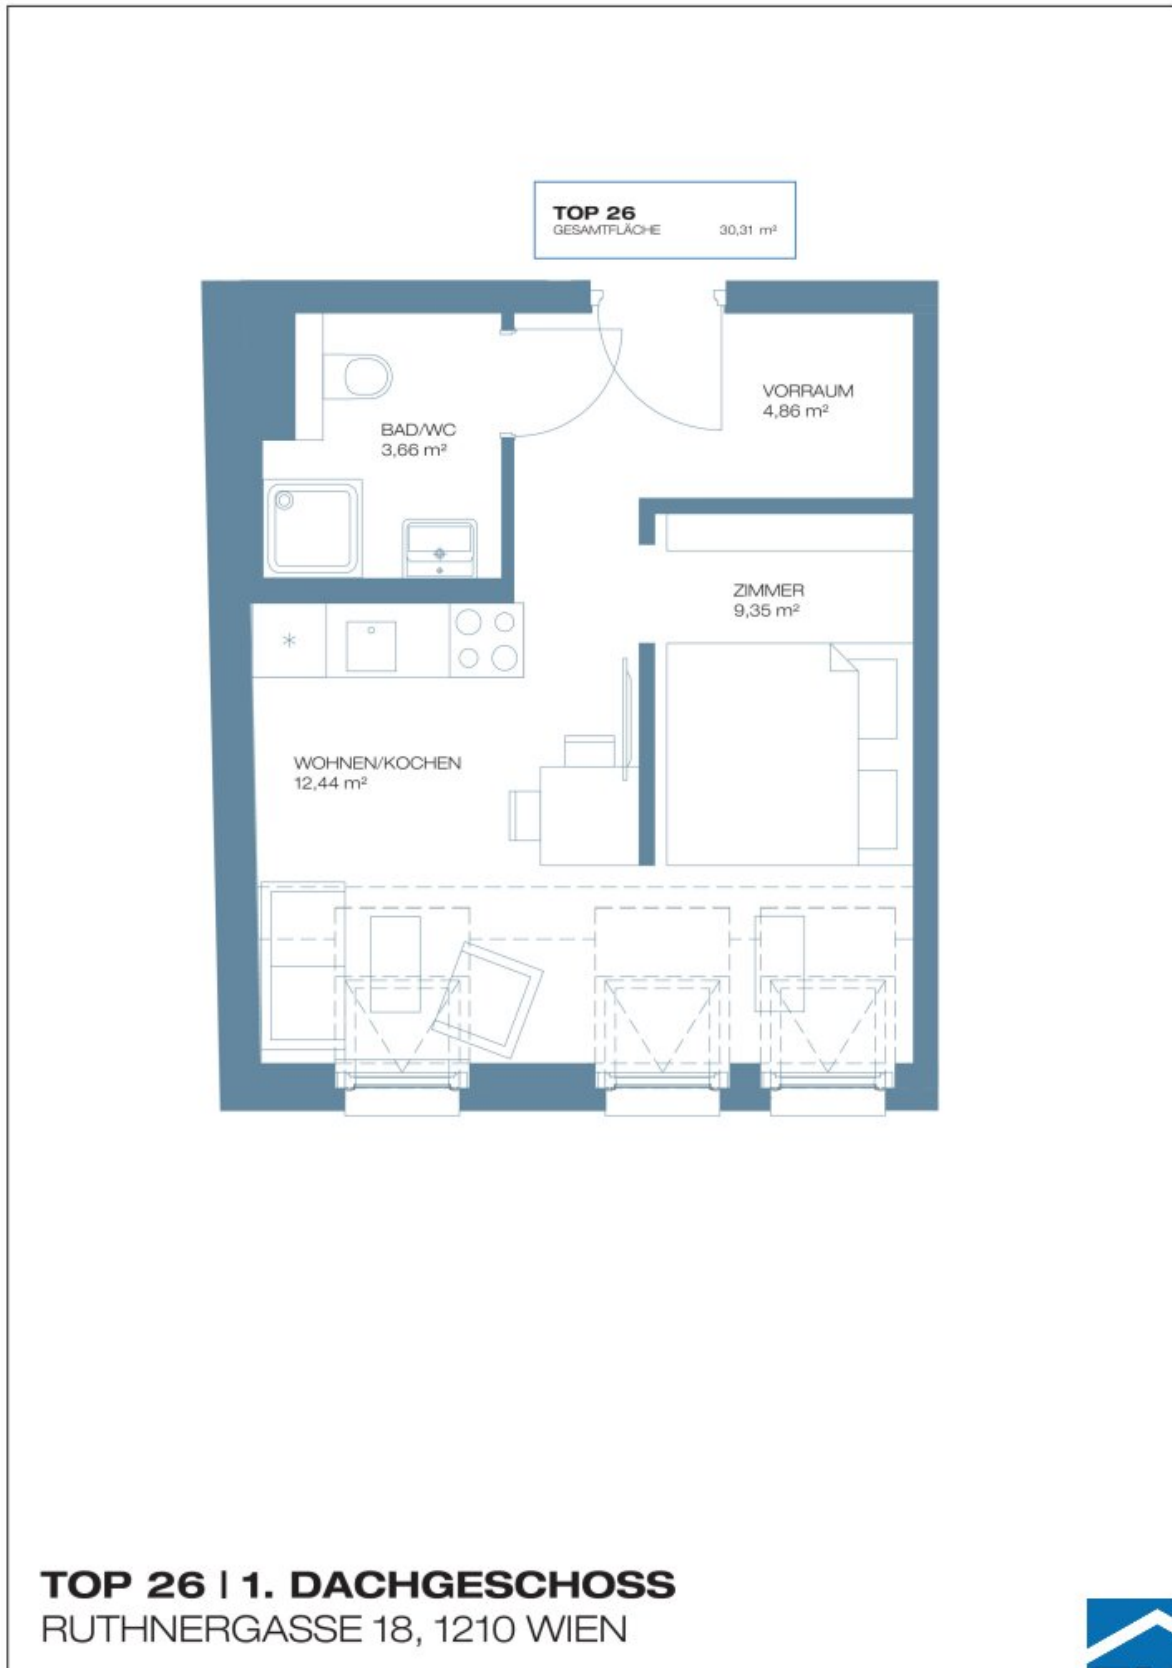 TOP 26
GESAMTFLÄCHE 30,31 m²
VORRAUM
4,86 m²
BAD/WC
3,66 m²
ZIMMER
9,35 m²
WOHNEN/KOCHEN
12,44 m²
TOP 26 | 1. DACHGESCHOSS
RUTHNERGASSE 18, 1210 WIEN